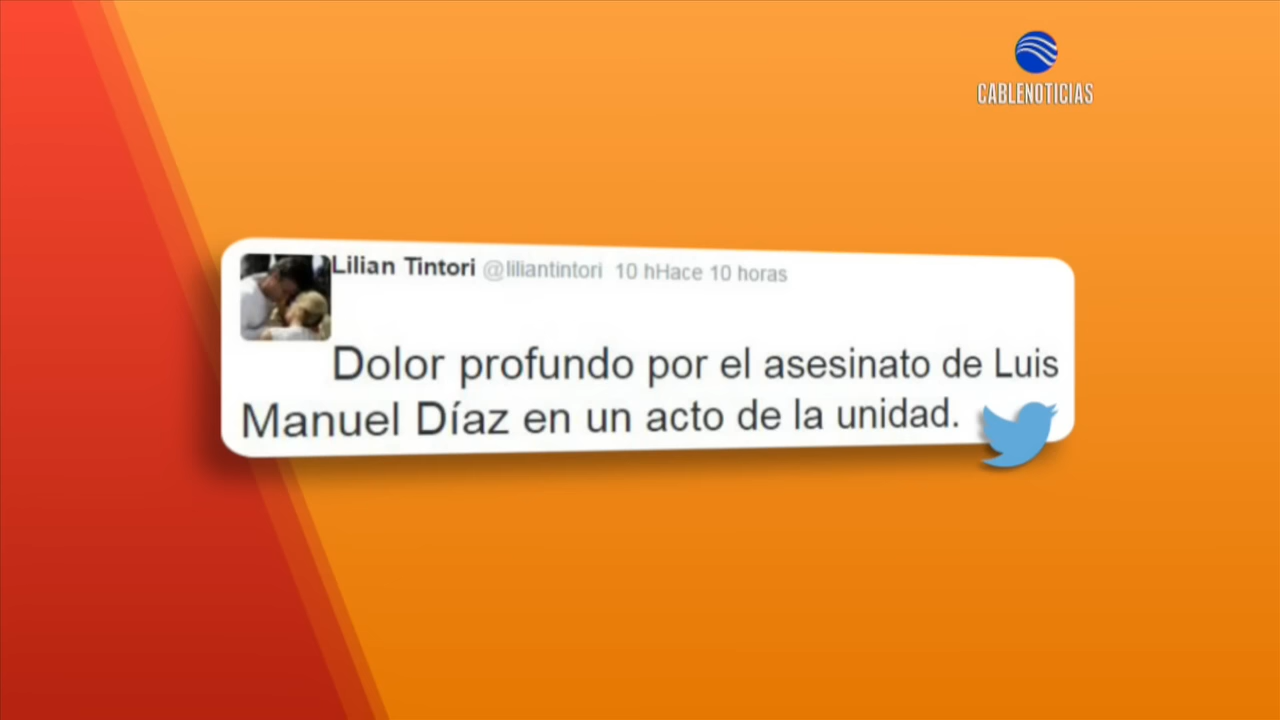 CABLENOTICIAS
Lilian Tintori @liliantintori 10 hHace 10 horas
Dolor profundo por el asesinato de Luis
Manuel Díaz en un acto de la unidad.